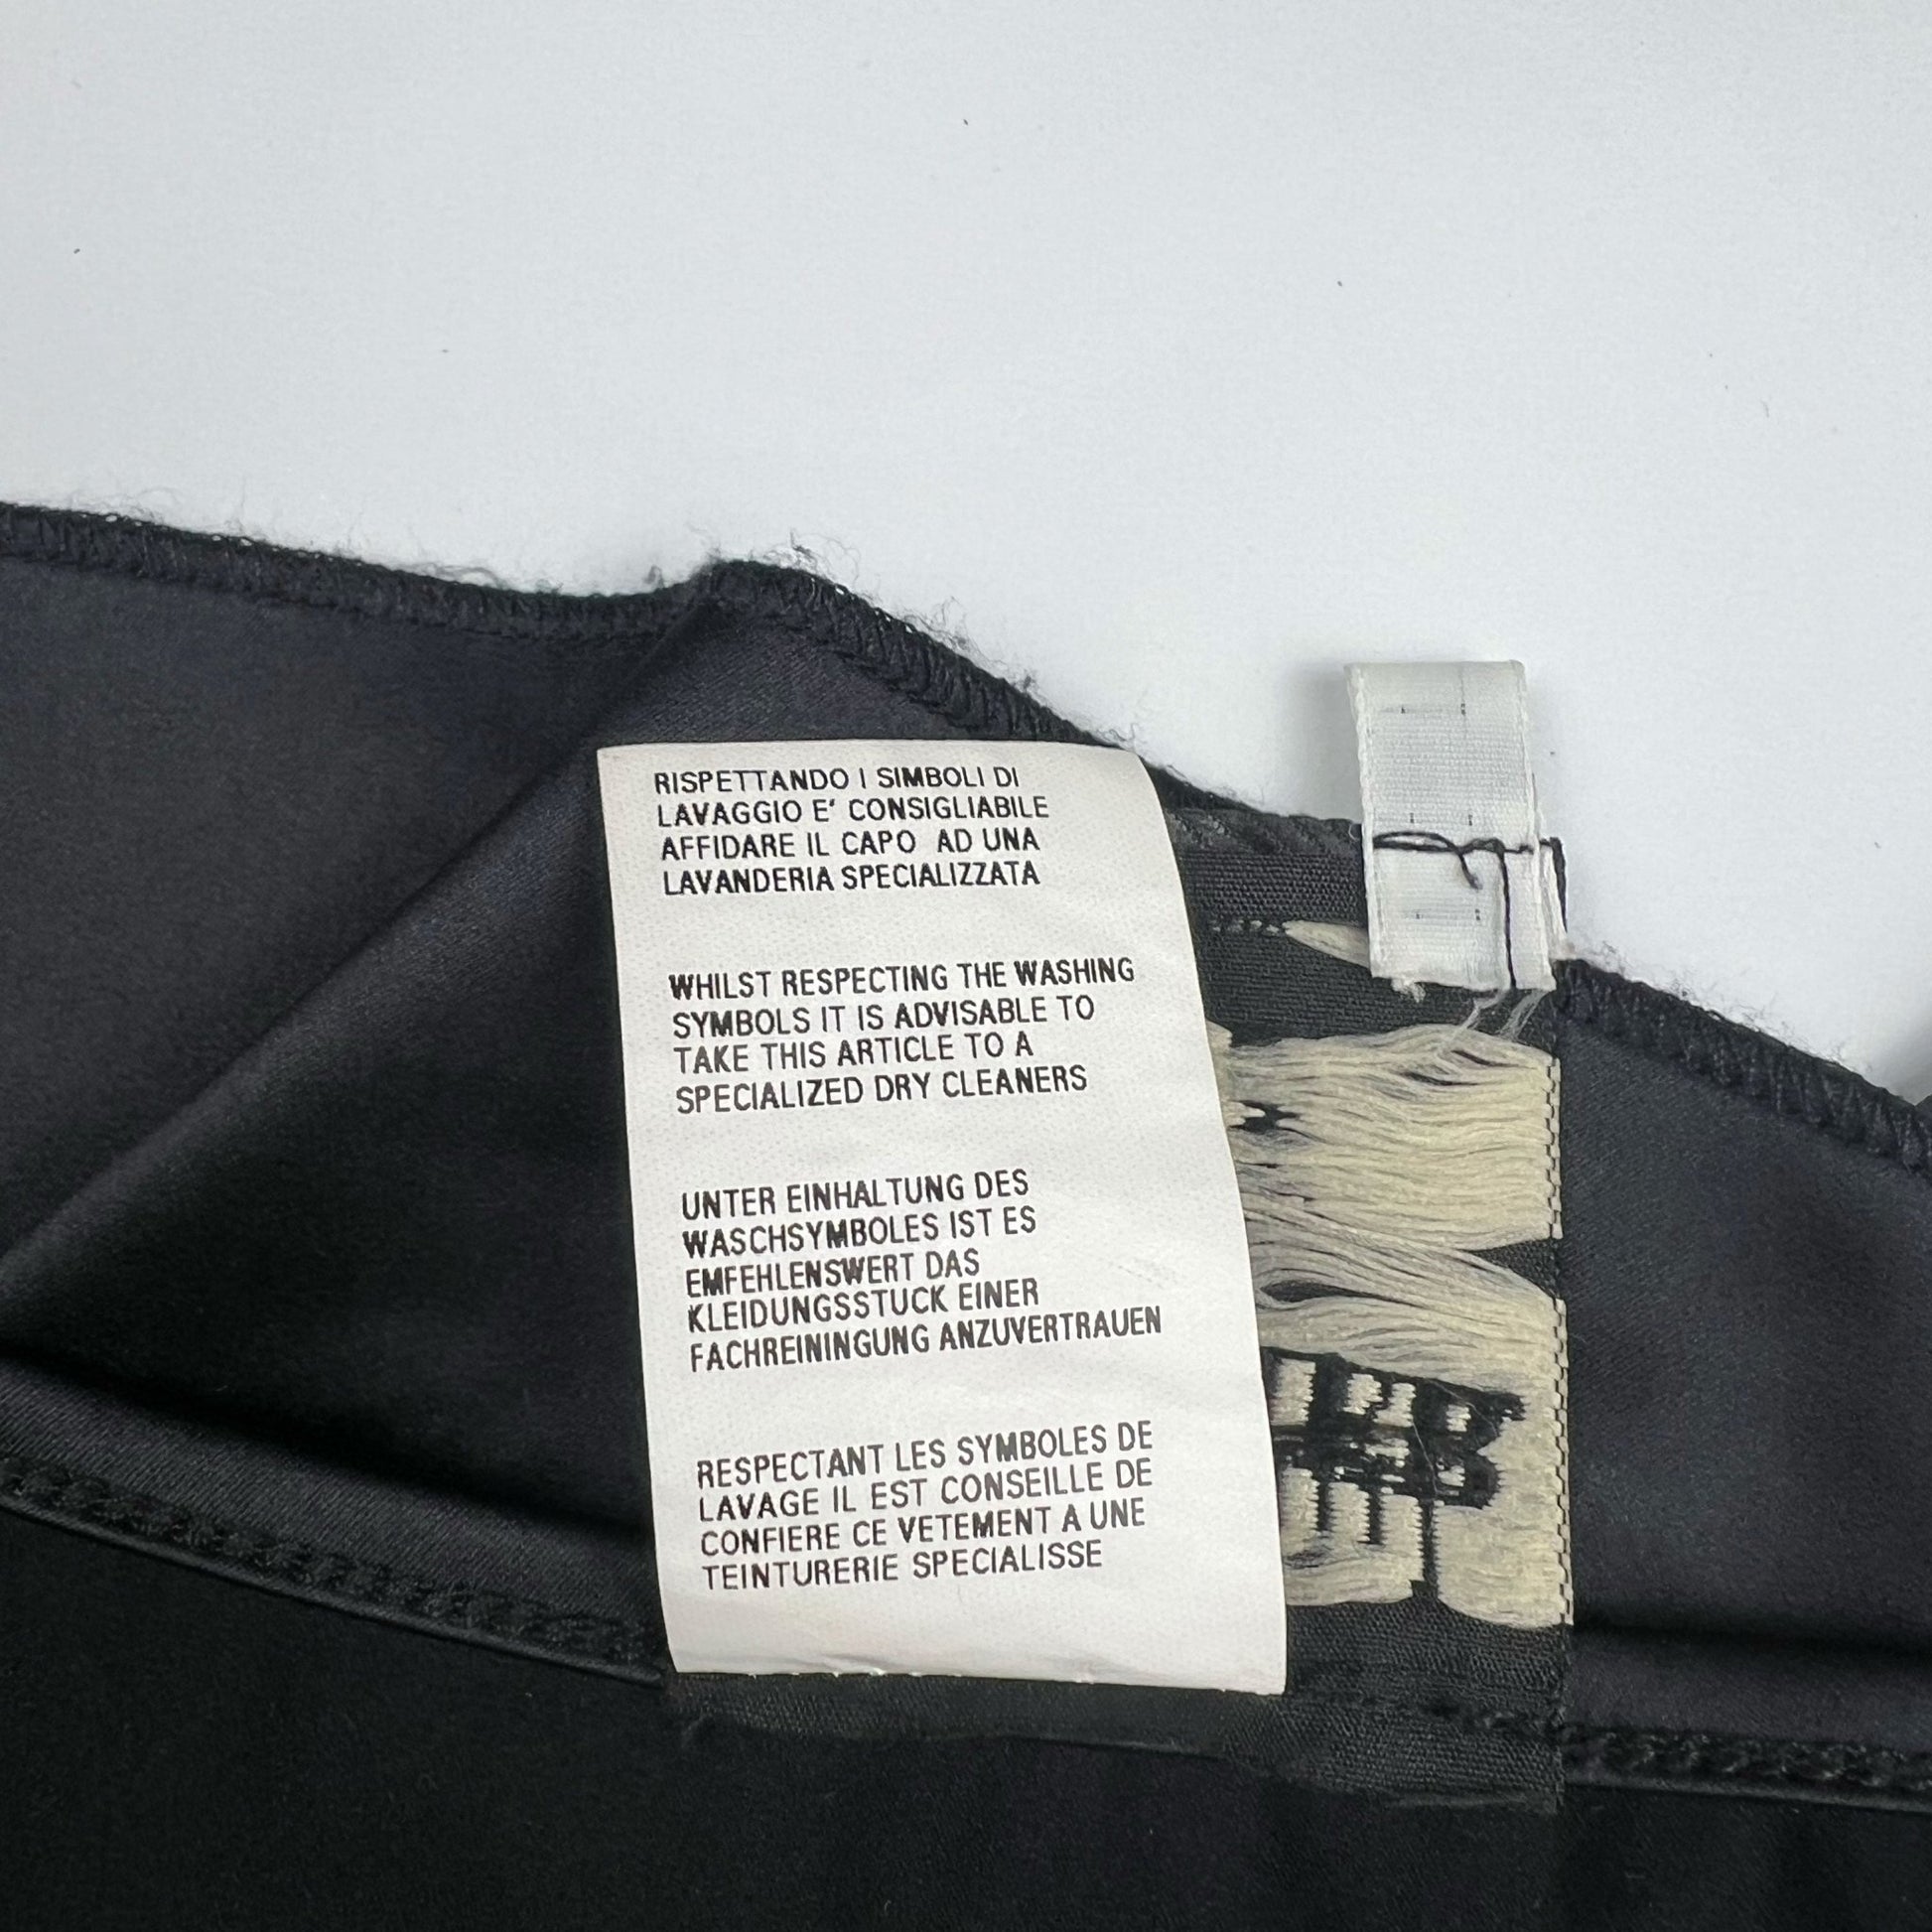 RISPETTANDO I SIMBOLI DI
LAVAGGIO E' CONSIGLIABILE
AFFIDARE IL CAPO AD UNA
LAVANDERIA SPECIALIZZATA
WHILST RESPECTING THE WASHING
SYMBOLS IT IS ADVISABLE TO
TAKE THIS ARTICLE TO A
SPECIALIZED DRY CLEANERS
UNTER EINHALTUNG DES
WASCHSYMBOLES IST ES
EMFEHLENSWERT DAS
KLEIDUNGSSTUCK EINER
FACHREININGUNG ANZUVERTRAUEN
RESPECTANT LES SYMBOLES DE
LAVAGE IL EST CONSEILLE DE
CONFIERE CE VETEMENT A UNE
TEINTURERIE SPECIALISSE